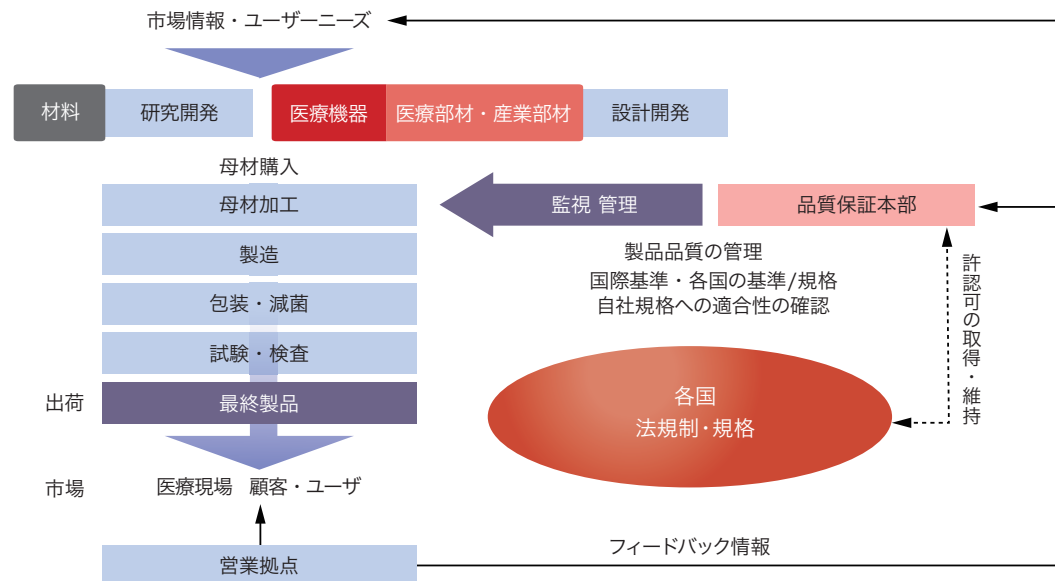 市場情報・ユーザーニーズ
材料
研究開発
医療機器
医療部材・産業部材
設計開発
母材購入
母材加工
監視 管理
品質保証本部
製造
製品品質の管理
国際基準・各国の基準/規格
自社規格への適合性の確認
許認可の取得・維持
包装・減菌
試験・検査
出荷
最終製品
各国
法規制・規格
市場
医療現場 顧客・ユーザ
営業拠点
フィードバック情報